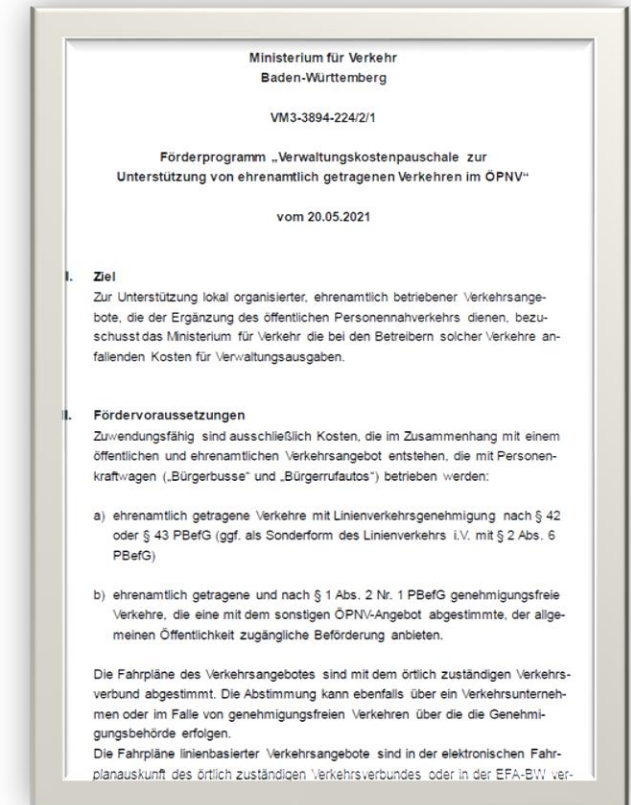 Ministerium für Verkehr
Baden-Württemberg
VM3-3894-224/2/1
Förderprogramm „Verwaltungskostenpauschale zur
Unterstützung von ehrenamtlich getragenen Verkehren im ÖPNV“
vom 20.05.2021
I. Ziel
Zur Unterstützung lokal organisierter, ehrenamtlich betriebener Verkehrsange-
bote, die der Ergänzung des öffentlichen Personennahverkehrs dienen, bezu-
schusst das Ministerium für Verkehr die bei den Betreibern solcher Verkehre an-
fallenden Kosten für Verwaltungsausgaben.
II. Fördervoraussetzungen
Zuwendungsfähig sind ausschließlich Kosten, die im Zusammenhang mit einem
öffentlichen und ehrenamtlichen Verkehrsangebot entstehen, die mit Personen-
kraftwagen („Bürgerbusse“ und „Bürgerrufautos“) betrieben werden:
a) ehrenamtlich getragene Verkehre mit Linienverkehrsgenehmigung nach § 42
oder § 43 PBefG (ggf. als Sonderform des Linienverkehrs i.V. mit § 2 Abs. 6
PBefG)
b) ehrenamtlich getragene und nach § 1 Abs. 2 Nr. 1 PBefG genehmigungsfreie
Verkehre, die eine mit dem sonstigen ÖPNV-Angebot abgestimmte, der allge-
meinen Öffentlichkeit zugängliche Beförderung anbieten.
Die Fahrpläne des Verkehrsangebotes sind mit dem örtlich zuständigen Verkehrs-
verbund abgestimmt. Die Abstimmung kann ebenfalls über ein Verkehrsunterneh-
men oder im Falle von genehmigungsfreien Verkehren über die die Genehmi-
gungsbehörde erfolgen.
Die Fahrpläne linienbasierter Verkehrsangebote sind in der elektronischen Fahr-
planauskunft des örtlich zuständigen Verkehrsverbundes oder in der EFA-BW ver-